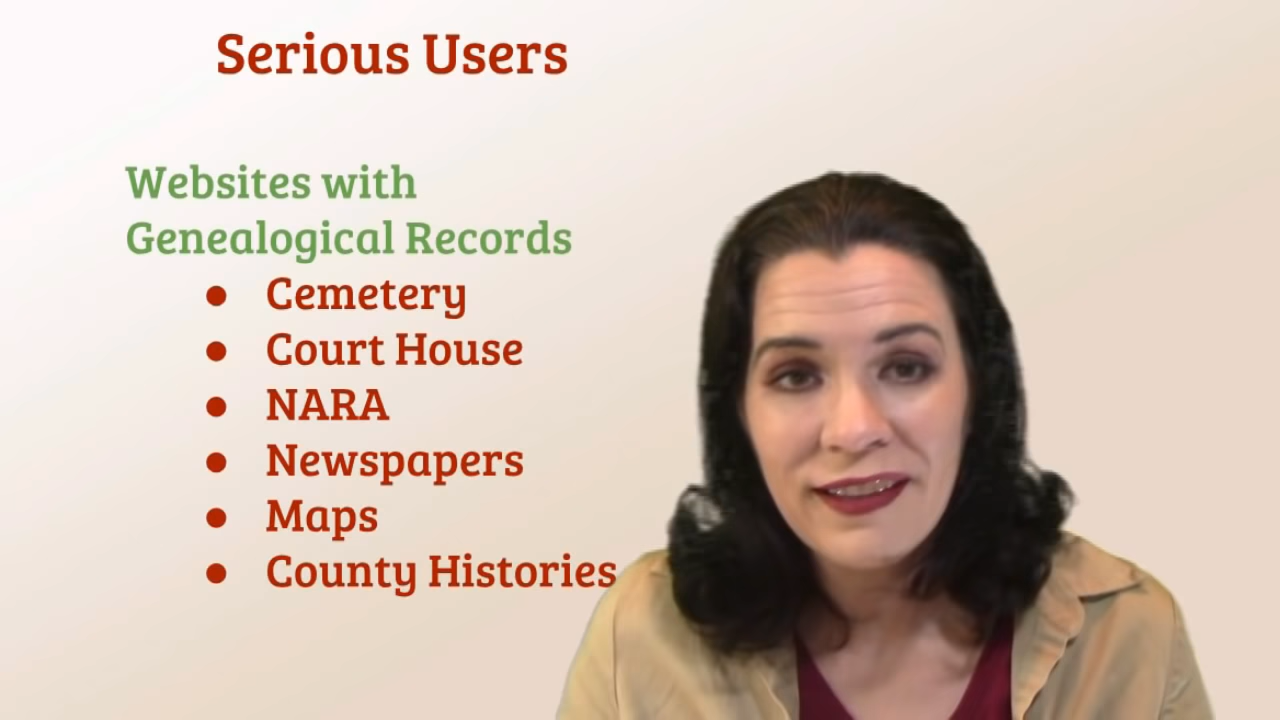 Serious Users
Websites with
Genealogical Records
● Cemetery
● Court House
● NARA
● Newspapers
● Maps
● County Histories